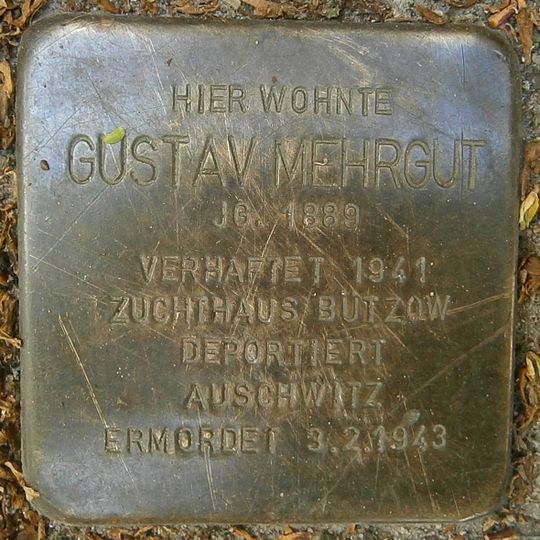 HIER WOHNTE
GUSTAV MEHRGUT
JG. 1889
VERHAFTET 1941
ZUCHTHAUS BÜTZOW
DEPORTIERT
AUSCHWITZ
ERMORDET 3.2.1943